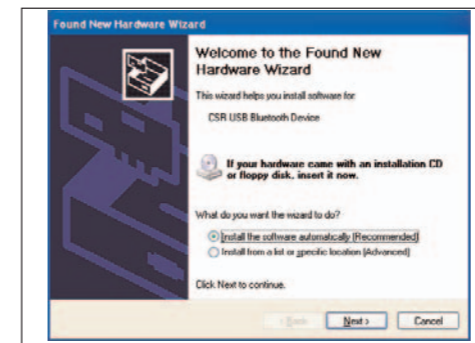 Found New Hardware Wizard
Welcome to the Found New
Hardware Wizard
This wizard helps you install software for:
CSR USB Bluetooth Device
If your hardware came with an installation CD
or floppy disk, insert it now.
What do you want the wizard to do?
Install the software automatically (Recommended)
Install from a list or specific location (Advanced)
Click Next to continue.
< Back Next > Cancel